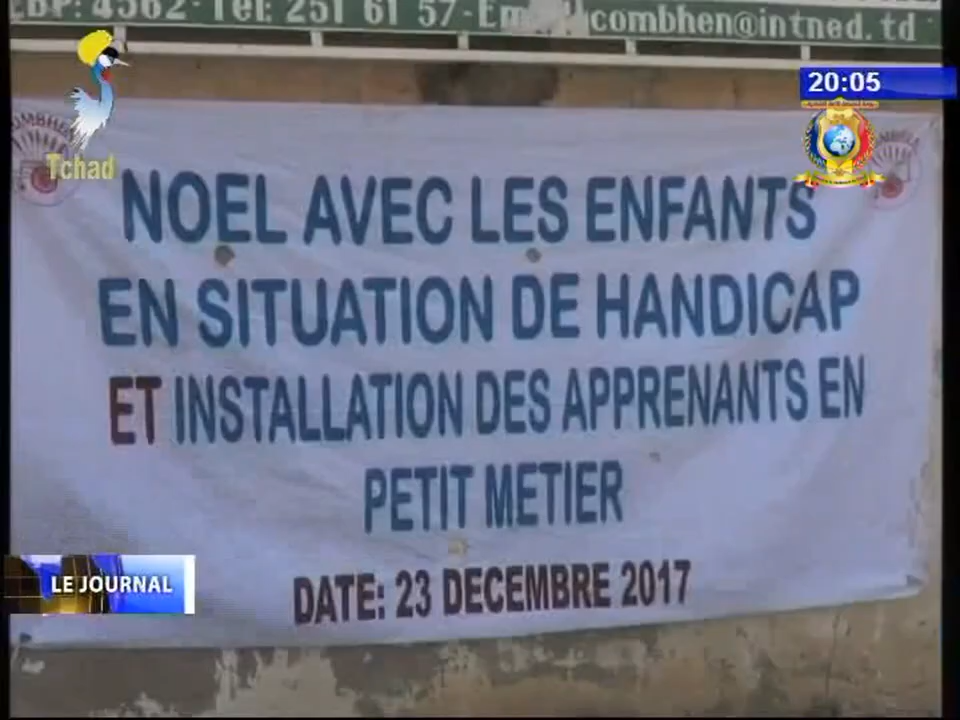 BP: 4562 - Tel: 251 61 57 - Em
combhen@intned.td
20:05
Tchad
NOEL AVEC LES ENFANTS
EN SITUATION DE HANDICAP
ET INSTALLATION DES APPRENANTS EN
PETIT METIER
DATE: 23 DECEMBRE 2017
LE JOURNAL